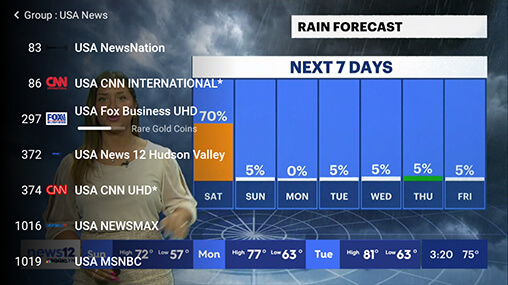 Group : USA News
RAIN FORECAST
83 USA NewsNation
NEXT 7 DAYS
86 CNN USA CNN INTERNATIONAL*
297 FOX USA Fox Business UHD
Rare Gold Coins
372 USA News 12 Hudson Valley
374 CNN USA CNN UHD*
1016 USA NEWSMAX
1019 USA MSNBC
70% 5% 0% 5% 5% 5% 5%
SAT SUN MON TUE WED THU FRI
news12 Sun High 72° Low 57° Mon High 77° Low 63° Tue High 81° Low 63° 3:20 75°